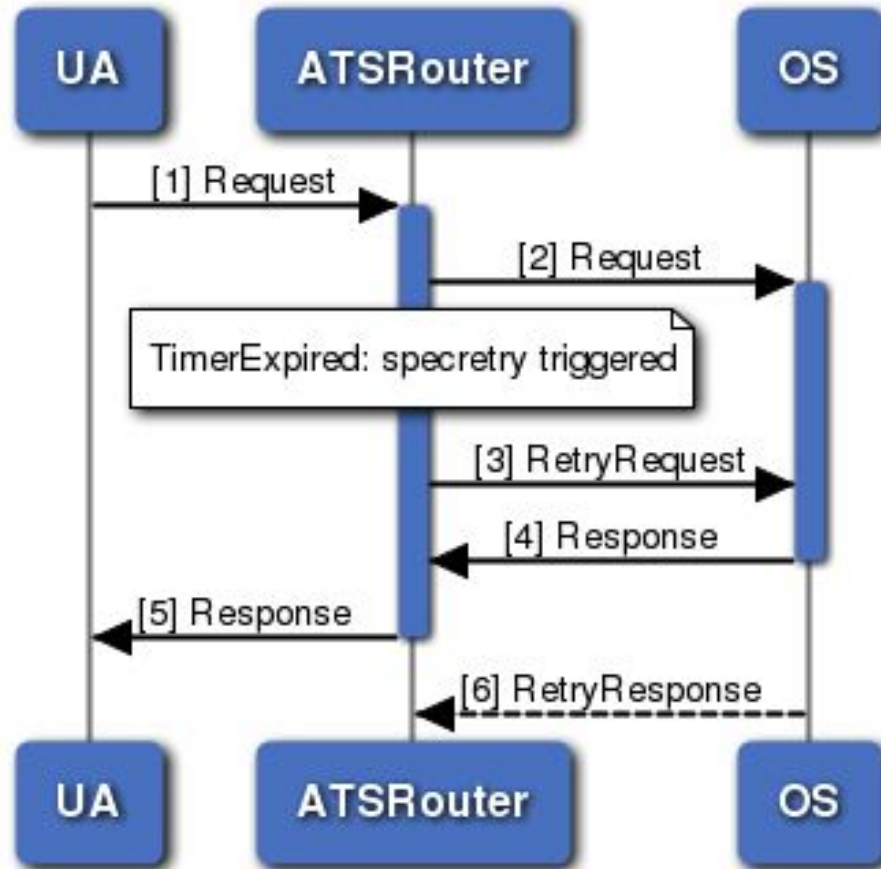 UA
ATSRouter
OS
[1] Request
[2] Request
TimerExpired: specretry triggered
[3] RetryRequest
[4] Response
[5] Response
[6] RetryResponse
UA
ATSRouter
OS